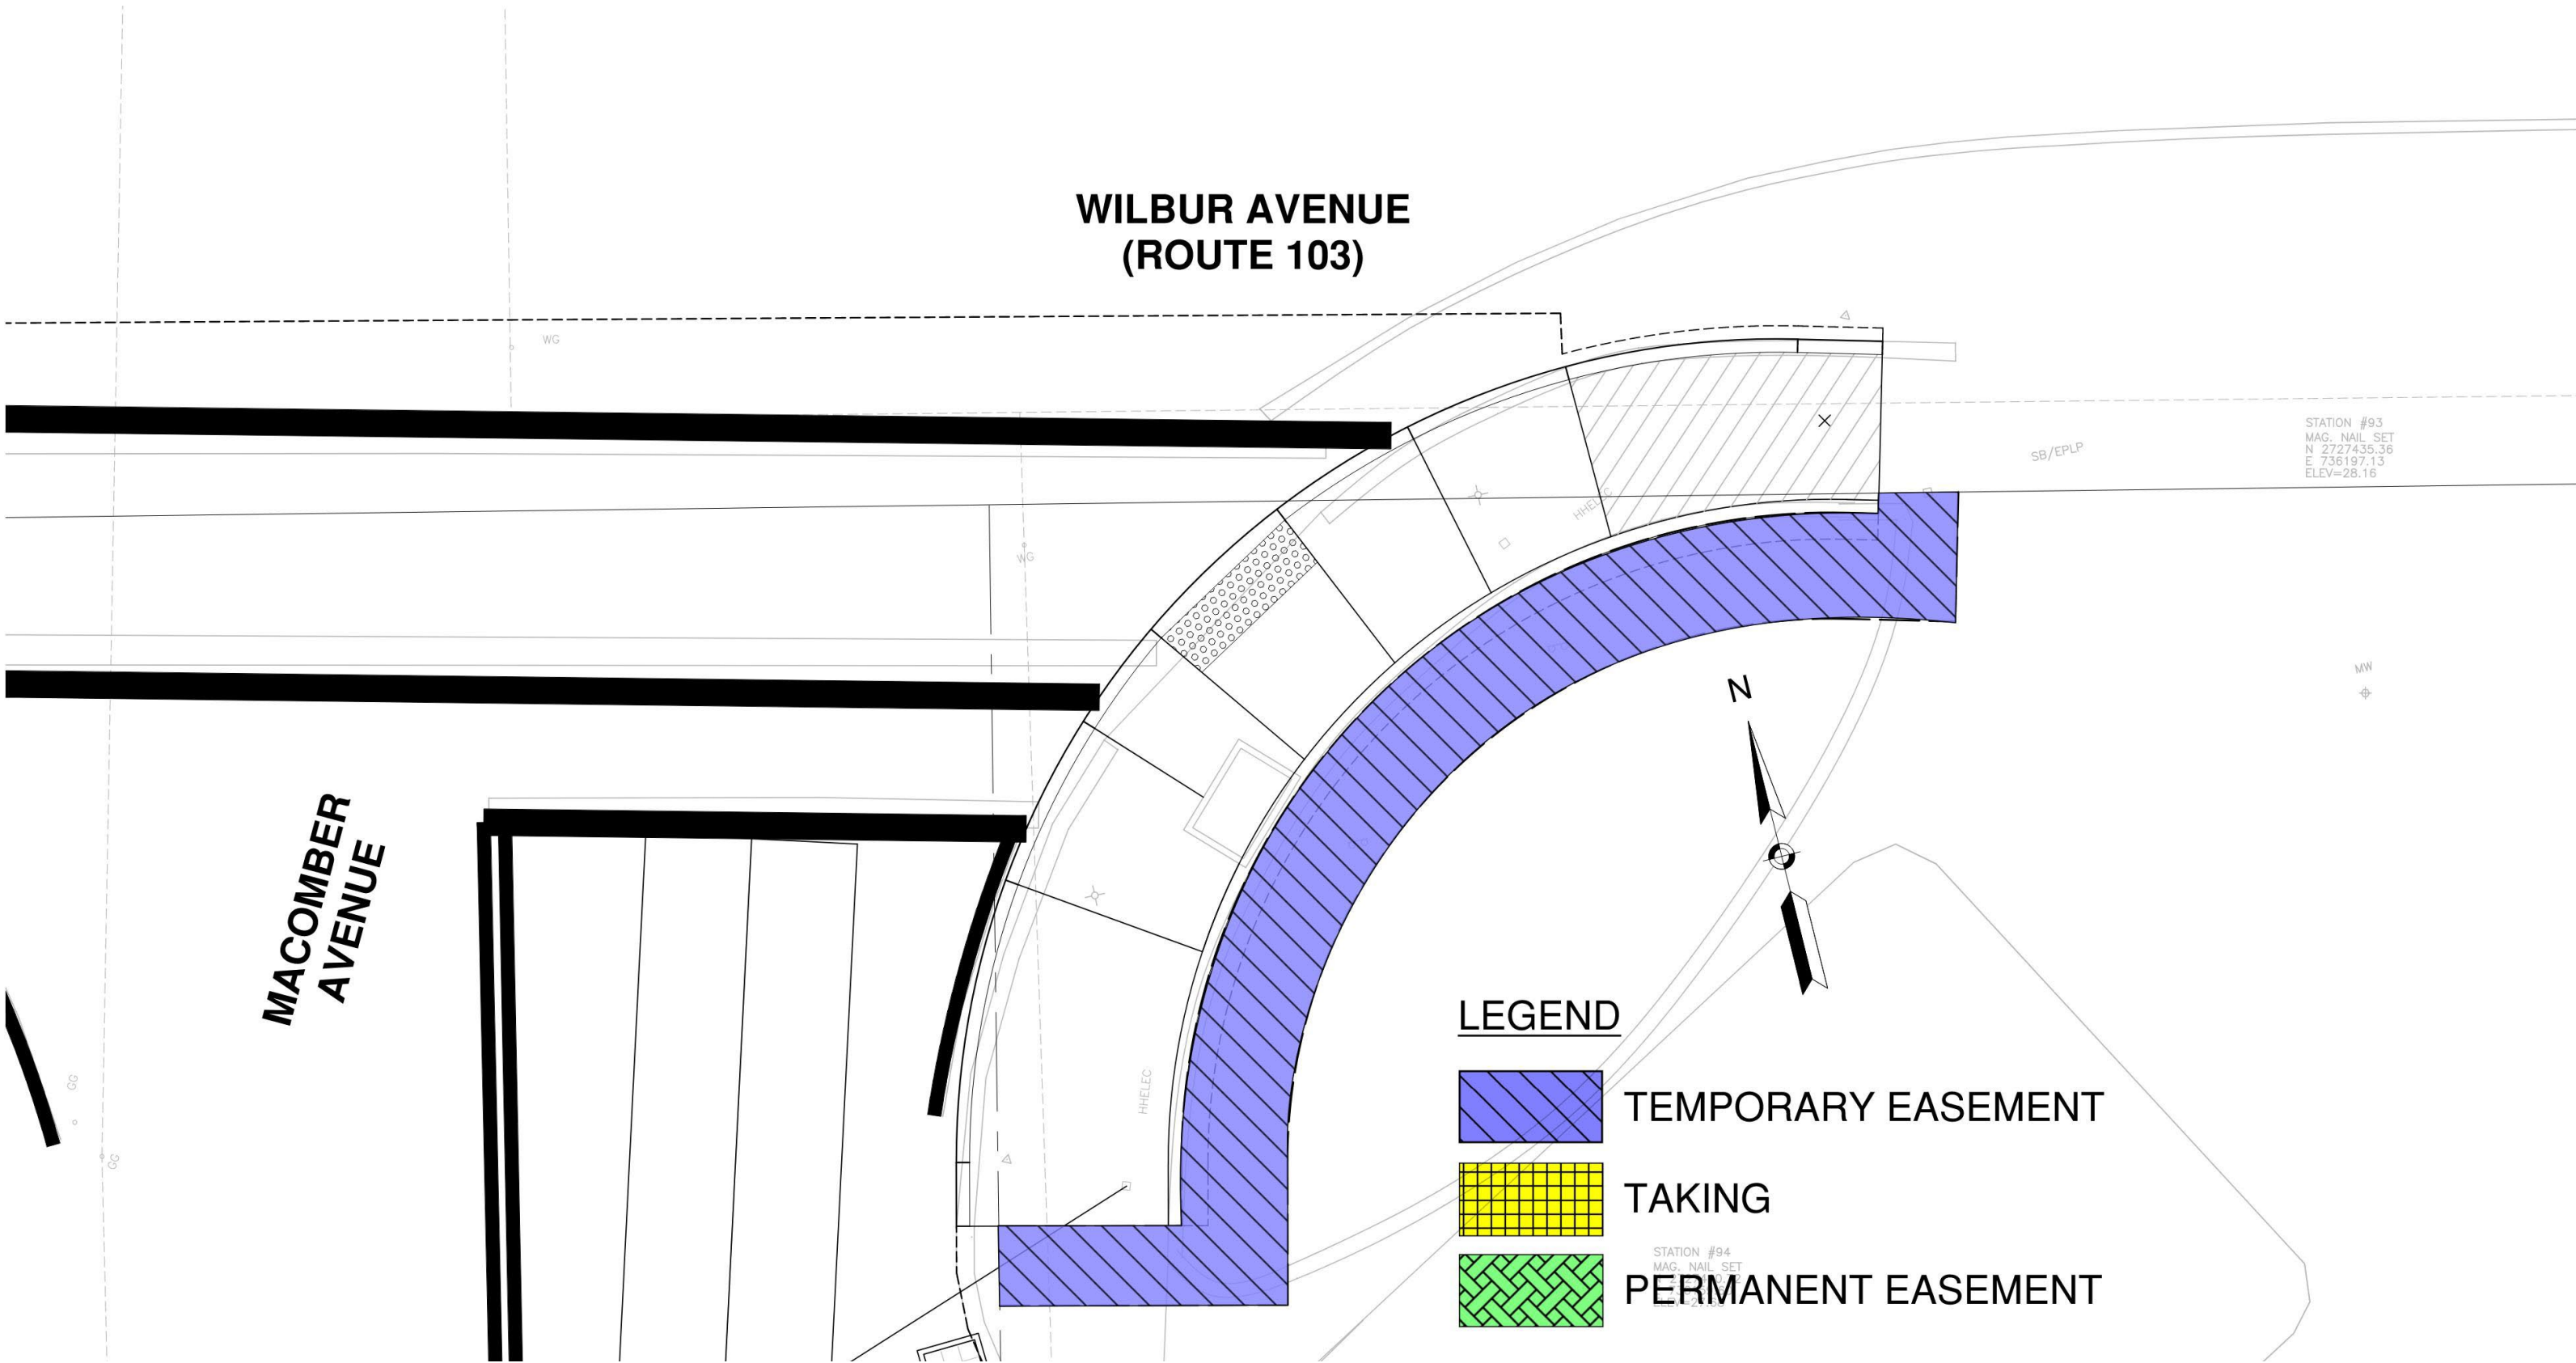 WILBUR AVENUE
(ROUTE 103)
WG
STATION #93
MAG. NAIL SET
N 2727435.36
E 736197.13
ELEV=28.16
SB/EPLP
HHELEC
WG
MW
N
MACOMBER
AVENUE
GG
GG
HHELEC
LEGEND
TEMPORARY EASEMENT
TAKING
STATION #94
MAG. NAIL SET
PERMANENT EASEMENT